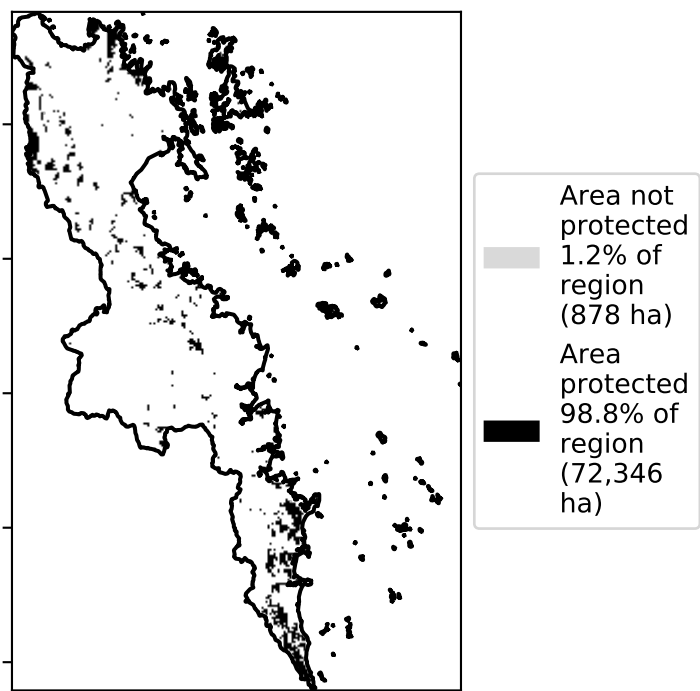 Area not
protected
1.2% of
region
(878 ha)
Area
protected
98.8% of
region
(72,346
ha)